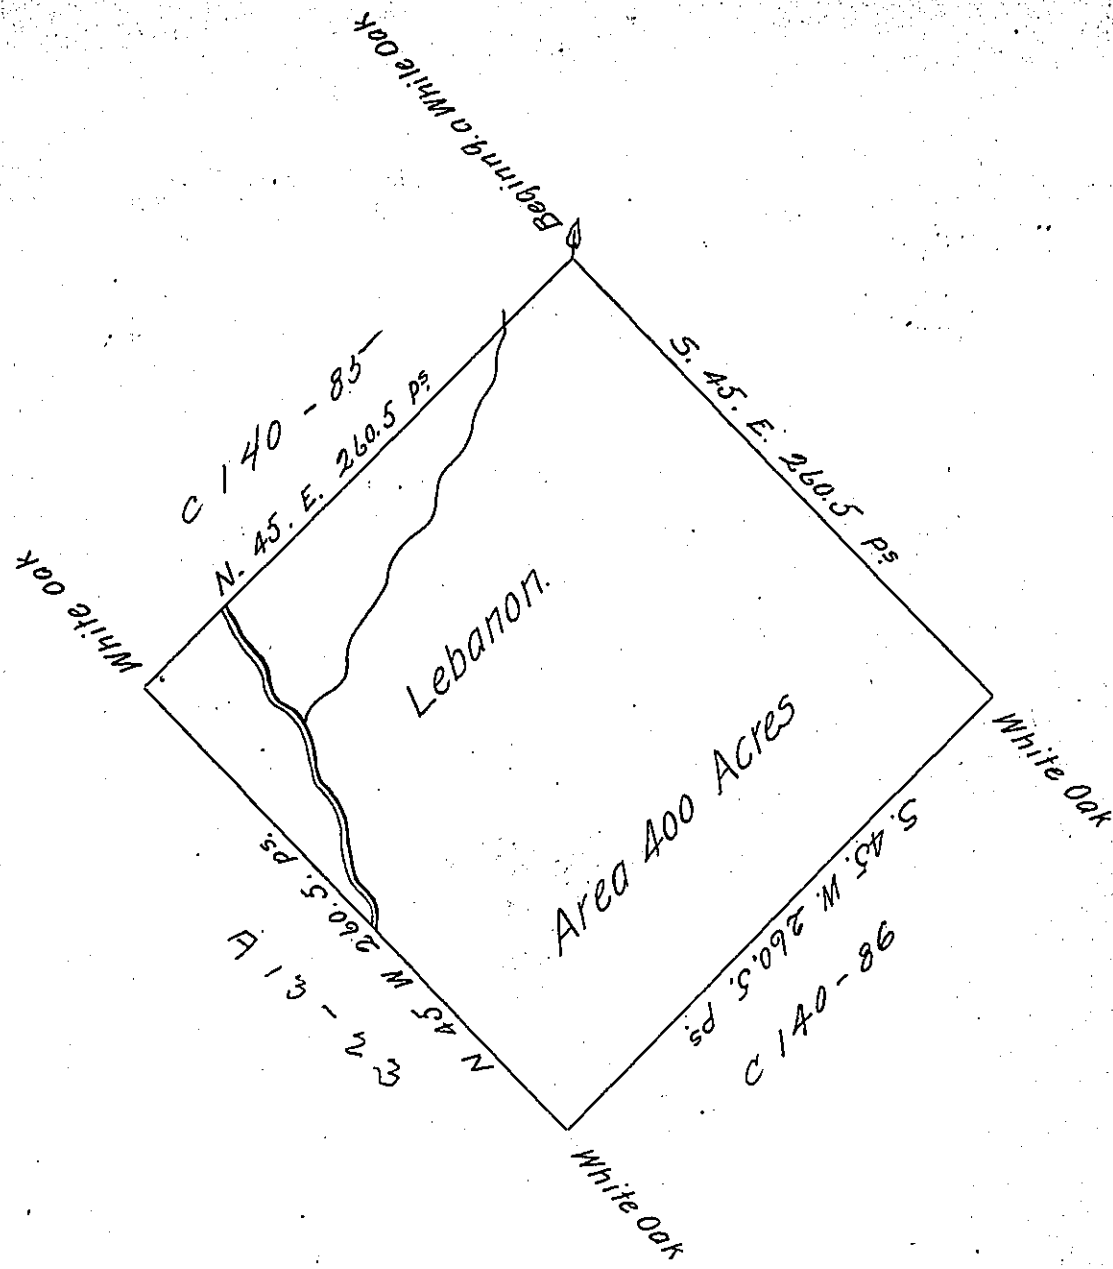 Beginng. a White Oak
S. 45. E. 260.5 ps
C 140 - 85
N. 45. E. 260.5 ps.
White Oak
Lebanon.
White Oak
Area 400 Acres
S. 45. W. 260.5. ps.
C 140 - 86
N 45 W 260.5. ps.
A 13 - 23
White Oak